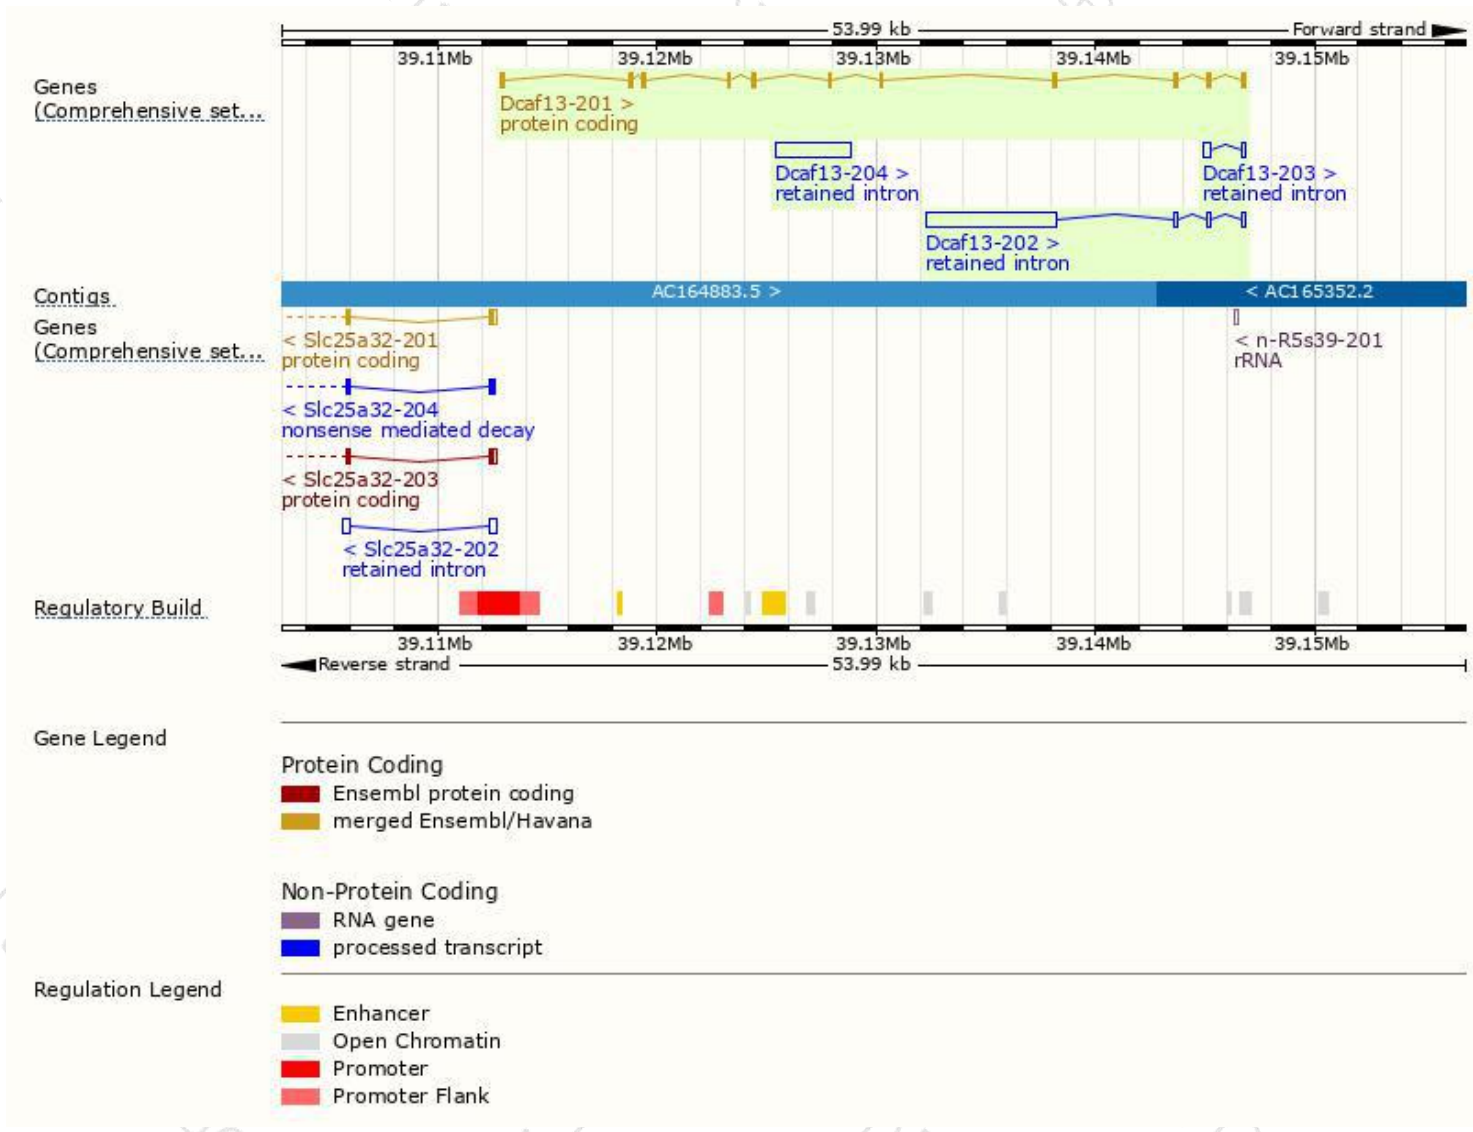 53.99 kb Forward strand
39.11Mb 39.12Mb 39.13Mb 39.14Mb 39.15Mb
Genes
(Comprehensive set...
Dcaf13-201 >
protein coding
Dcaf13-204 >
retained intron
Dcaf13-203 >
retained intron
Dcaf13-202 >
retained intron
Contigs
AC164883.5 > < AC165352.2
Genes
(Comprehensive set...
< Slc25a32-201
protein coding
< n-R5s39-201
rRNA
< Slc25a32-204
nonsense mediated decay
< Slc25a32-203
protein coding
< Slc25a32-202
retained intron
Regulatory Build
39.11Mb 39.12Mb 39.13Mb 39.14Mb 39.15Mb
Reverse strand 53.99 kb
Gene Legend
Protein Coding
Ensembl protein coding
merged Ensembl/Havana
Non-Protein Coding
RNA gene
processed transcript
Regulation Legend
Enhancer
Open Chromatin
Promoter
Promoter Flank